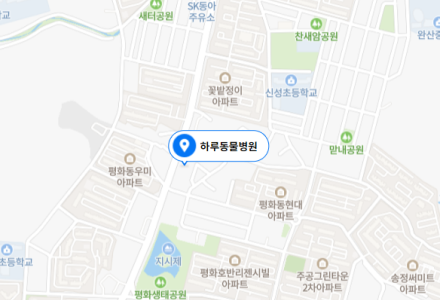 SK동아
주유소
새터공원
찬새암공원
완산중
학교
꽃밭정이
아파트
신성초등학교
하루동물병원
맏내공원
평화동우미
아파트
평화동현대
아파트
지시제
초등학교
평화호반리젠시빌
아파트
주공그린타운
2차아파트
송정써미트
아파트
평화생태공원